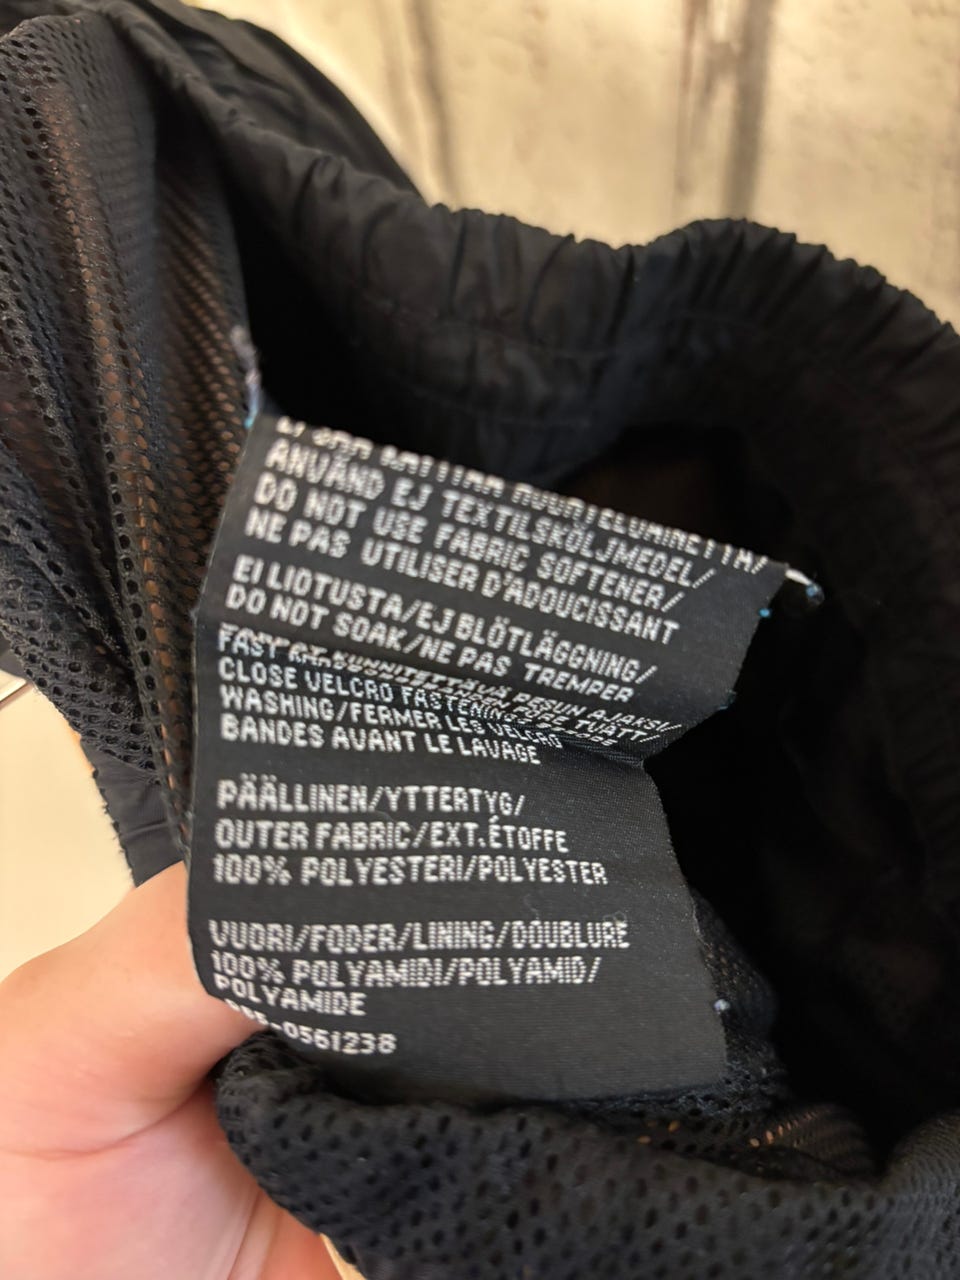 ANVÄND EJ TEXTILSKÖLJMEDEL/
DO NOT USE FABRIC SOFTENER/
NE PAS UTILISER D'ADOUCISSANT
EI LIOTUSTA/EJ BLÖTLÄGGNING/
DO NOT SOAK/NE PAS TREMPER
CLOSE VELCRO
WASHING/FERMER LES VELCRO
BANDES AVANT LE LAVAGE
PÄÄLLINEN/YTTERTYG/
OUTER FABRIC/EXT.ÉTOFFE
100% POLYESTERI/POLYESTER
VUORI/FODER/LINING/DOUBLURE
100% POLYAMIDI/POLYAMID/
POLYAMIDE
-0561238